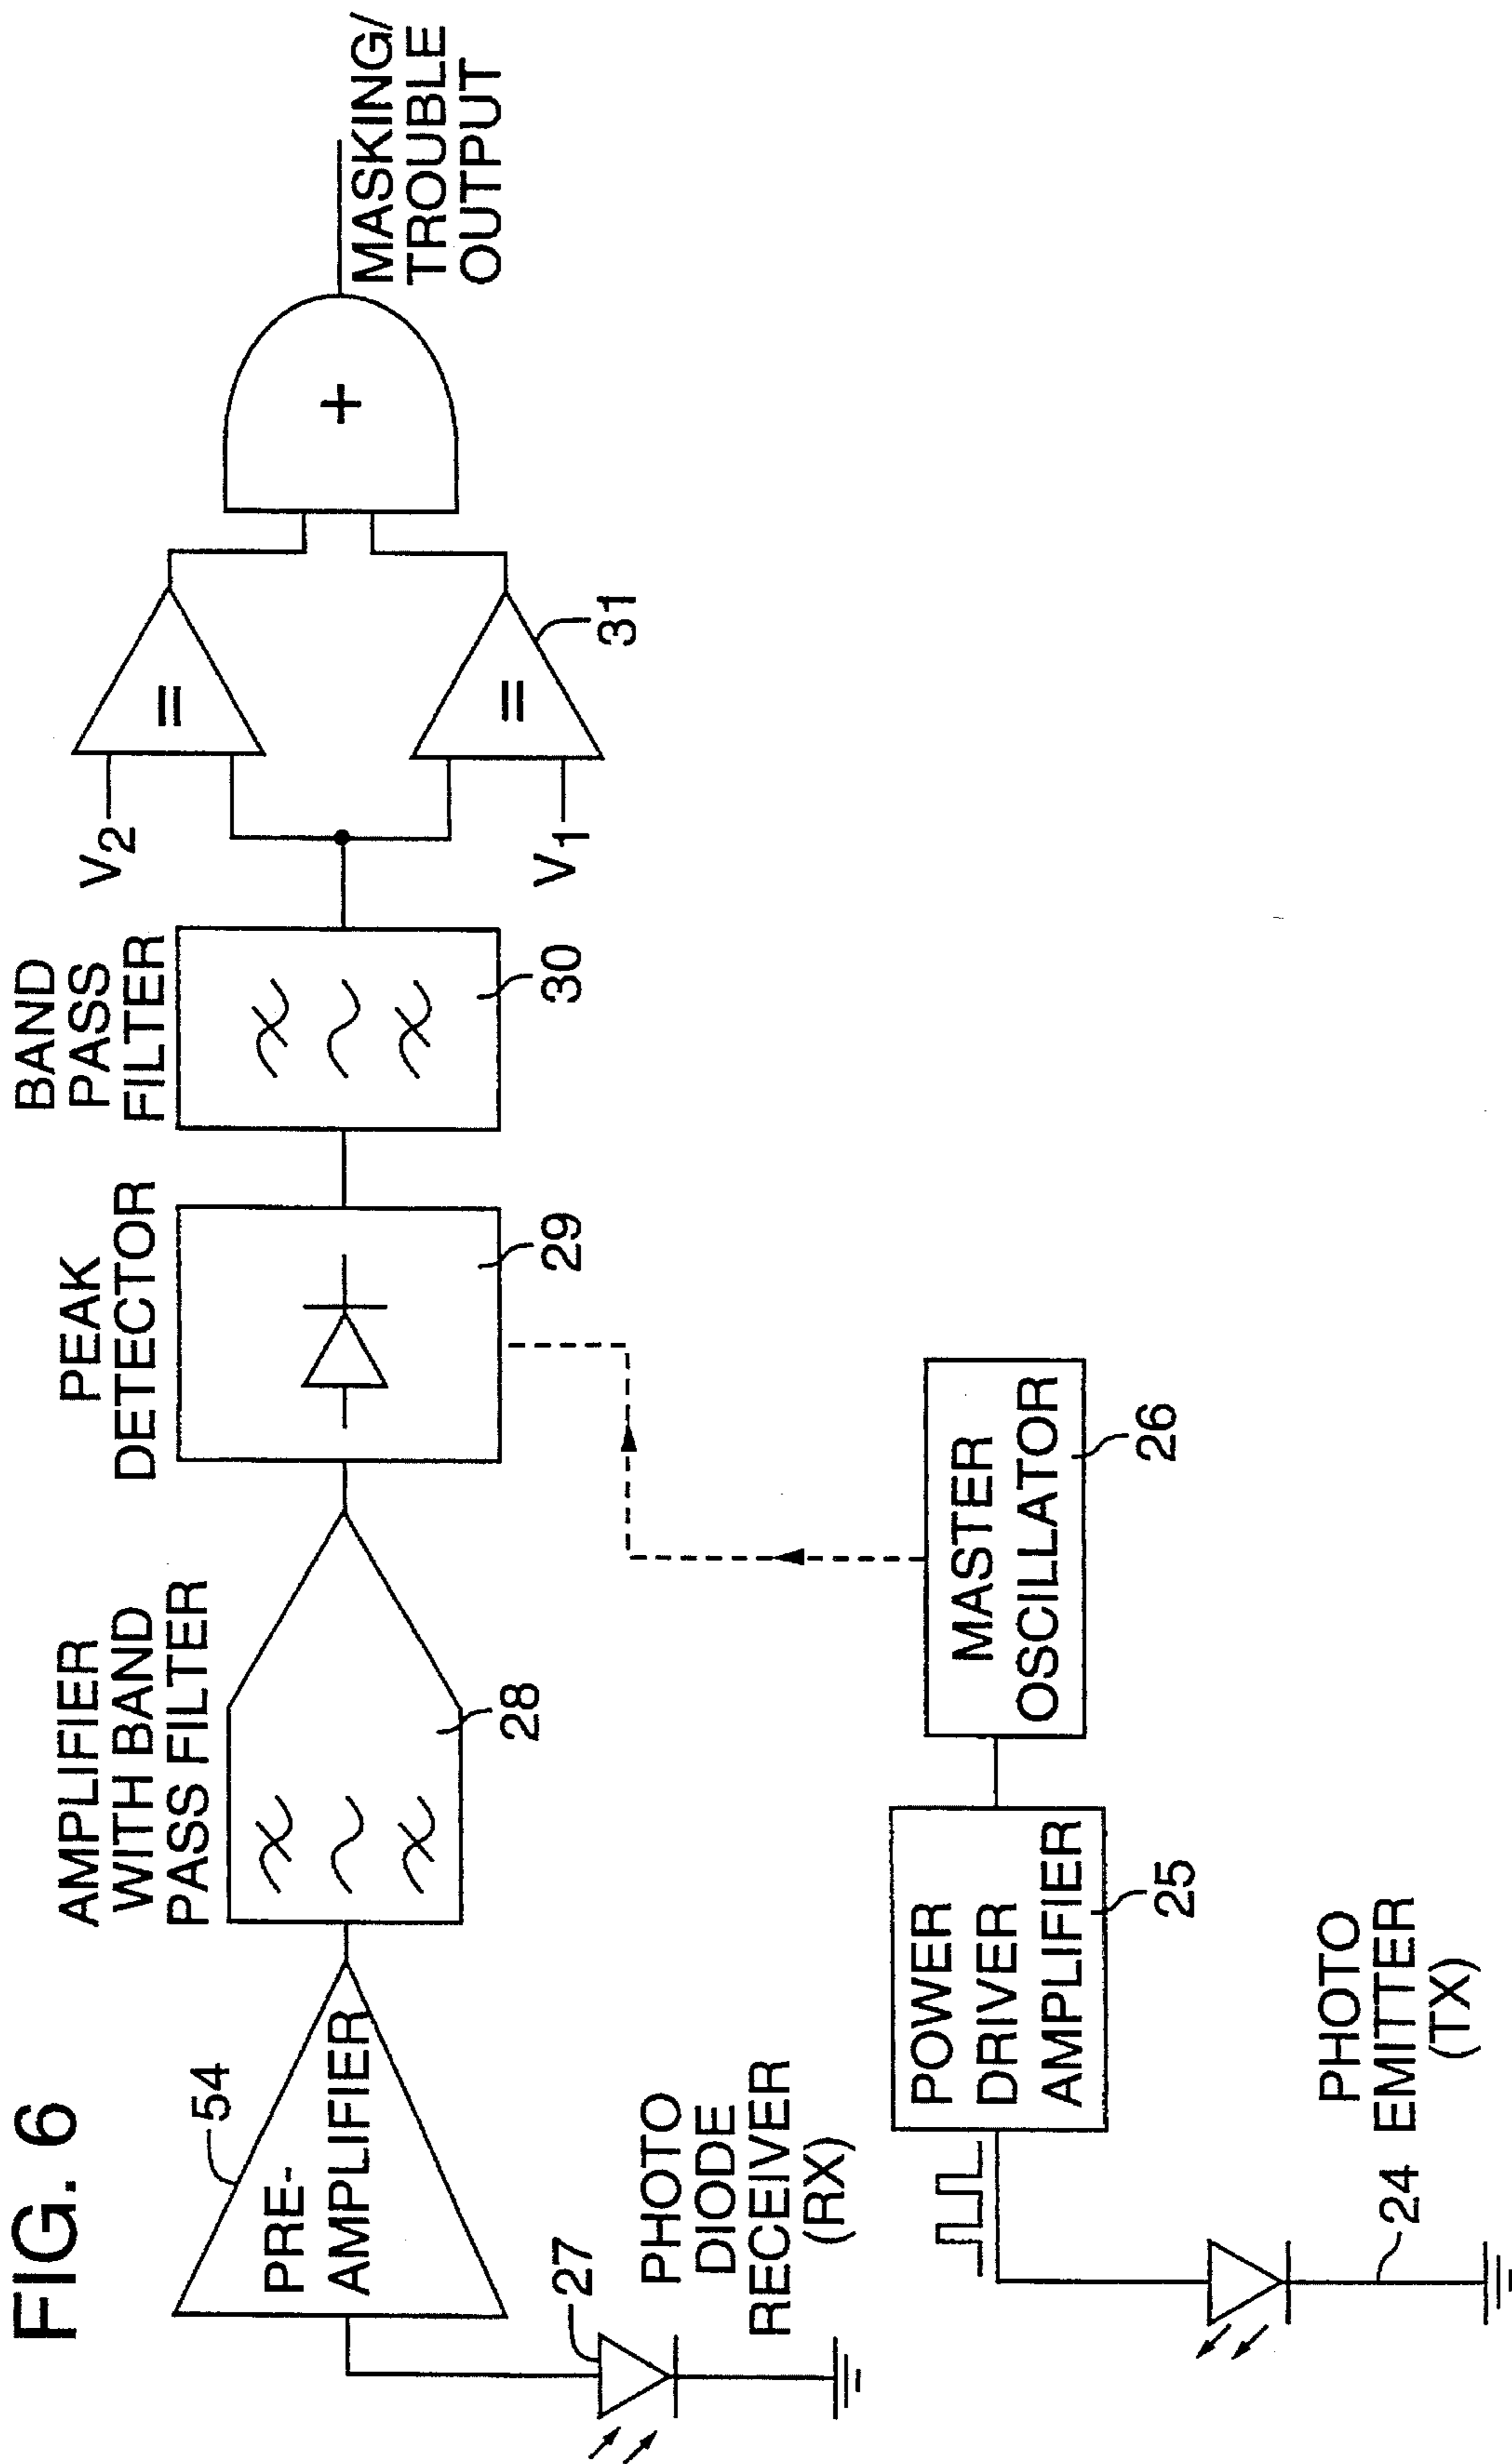 FIG. 6
54
PRE-
AMPLIFIER
27
PHOTO
DIODE
RECEIVER
(RX)
AMPLIFIER
WITH BAND
PASS FILTER
28
PEAK
DETECTOR
29
BAND
PASS
FILTER
30
V2
V1
=
=
31
+
MASKING/
TROUBLE
OUTPUT
MASTER
OSCILLATOR
26
POWER
DRIVER
AMPLIFIER
25
PHOTO
EMITTER
(TX)
24